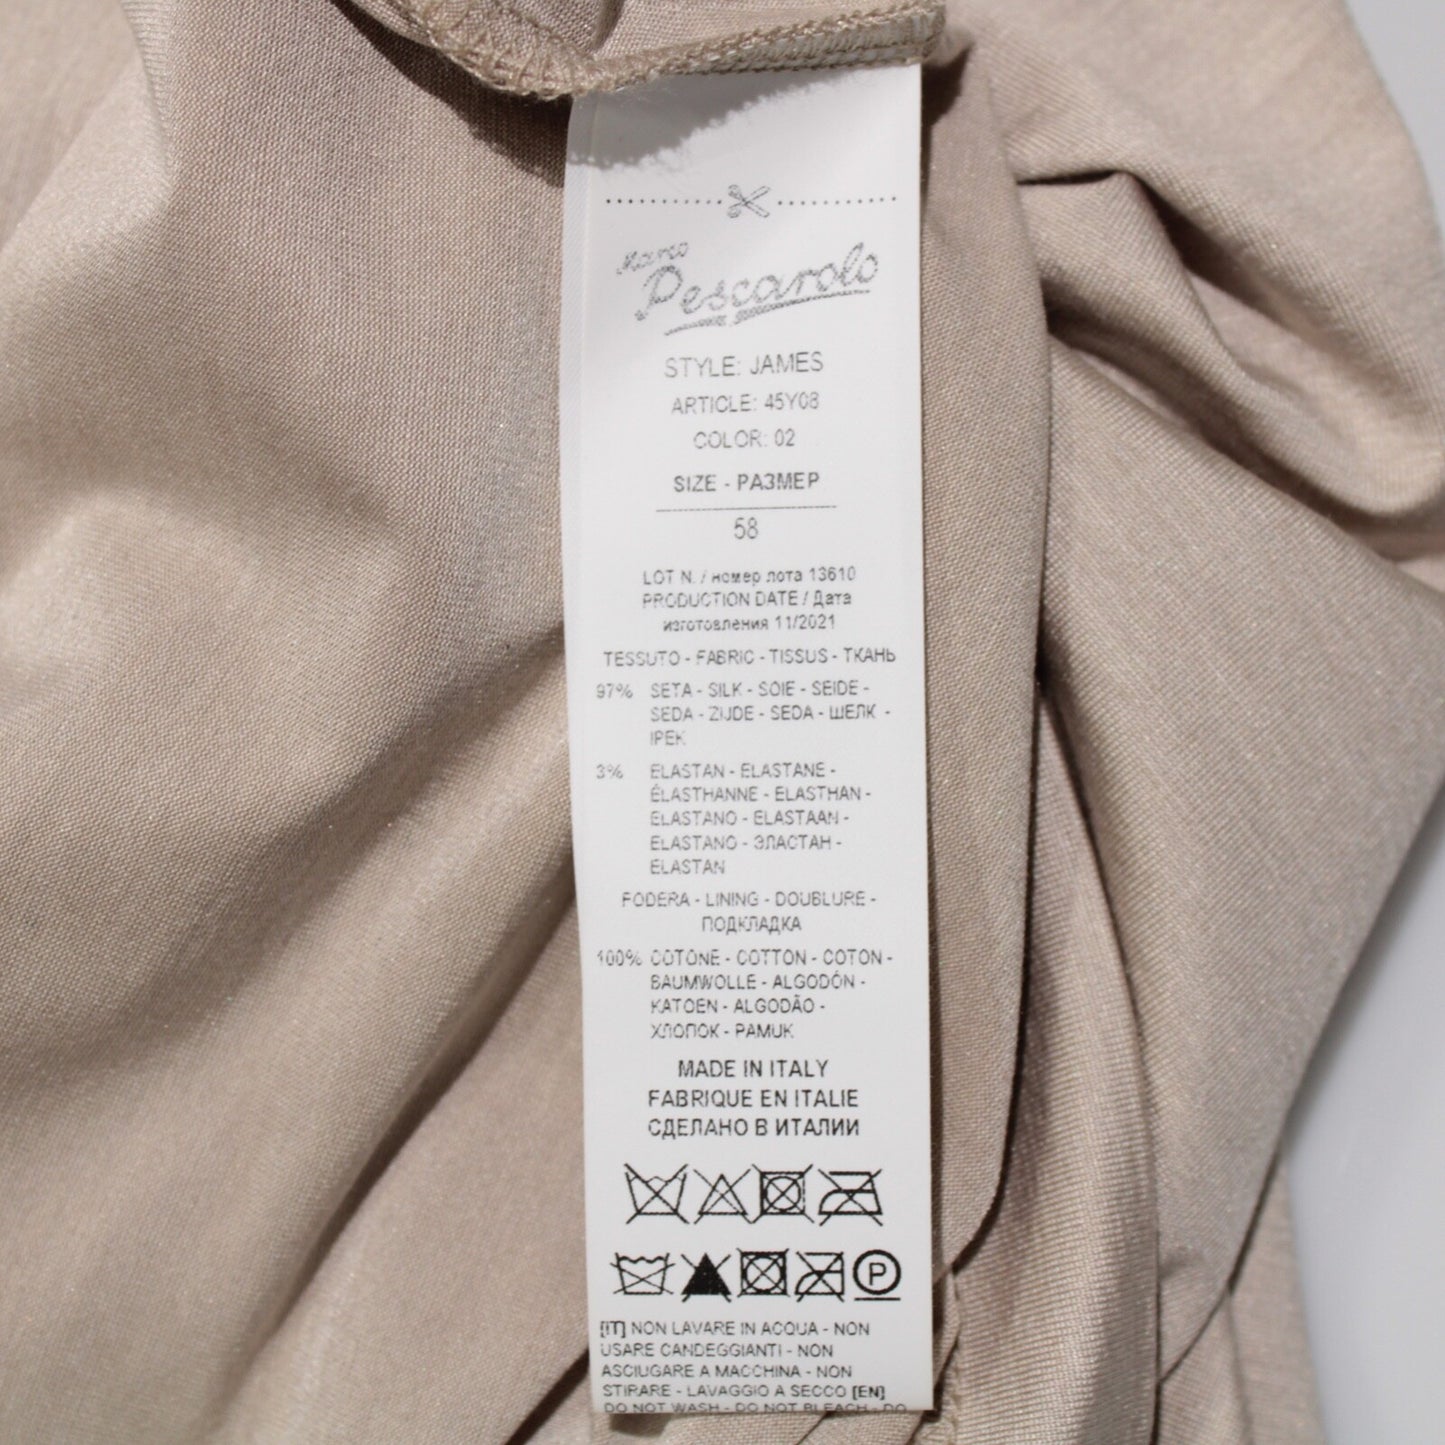 Marco
Pescarolo
STYLE: JAMES
ARTICLE: 45Y08
COLOR: 02
SIZE - РАЗМЕР
58
LOT N. / номер лота 13610
PRODUCTION DATE / Дата
изготовления 11/2021
TESSUTO - FABRIC - TISSUS - ТКАНЬ
97% SETA - SILK - SOIE - SEIDE -
SEDA - ZIJDE - SEDA - ШЕЛК -
IPEK
3% ELASTAN - ELASTANE -
ÉLASTHANNE - ELASTHAN -
ELASTANO - ELASTAAN -
ELASTANO - ЭЛАСТАН -
ELASTAN
FODERA - LINING - DOUBLURE -
ПОДКЛАДКА
100% COTONE - COTTON - COTON -
BAUMWOLLE - ALGODÓN -
KATOEN - ALGODÃO -
ХЛОПОК - PAMUK
MADE IN ITALY
FABRIQUE EN ITALIE
СДЕЛАНО В ИТАЛИИ
P
[IT] NON LAVARE IN ACQUA - NON
USARE CANDEGGIANTI - NON
ASCIUGARE A MACCHINA - NON
STIRARE - LAVAGGIO A SECCO [EN]
DO NOT WASH - DO NOT BLEACH - DO